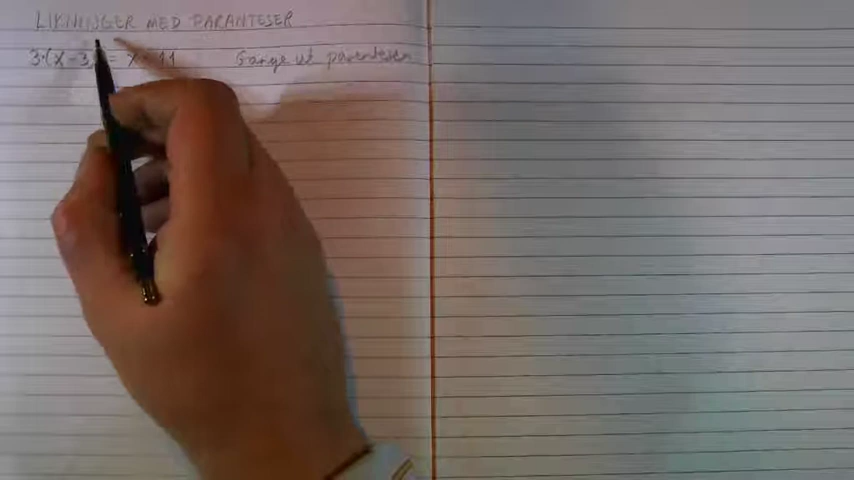 LIKNINGER MED PARANTESER
3·(x-3) = x 11 Gange ut parentesen